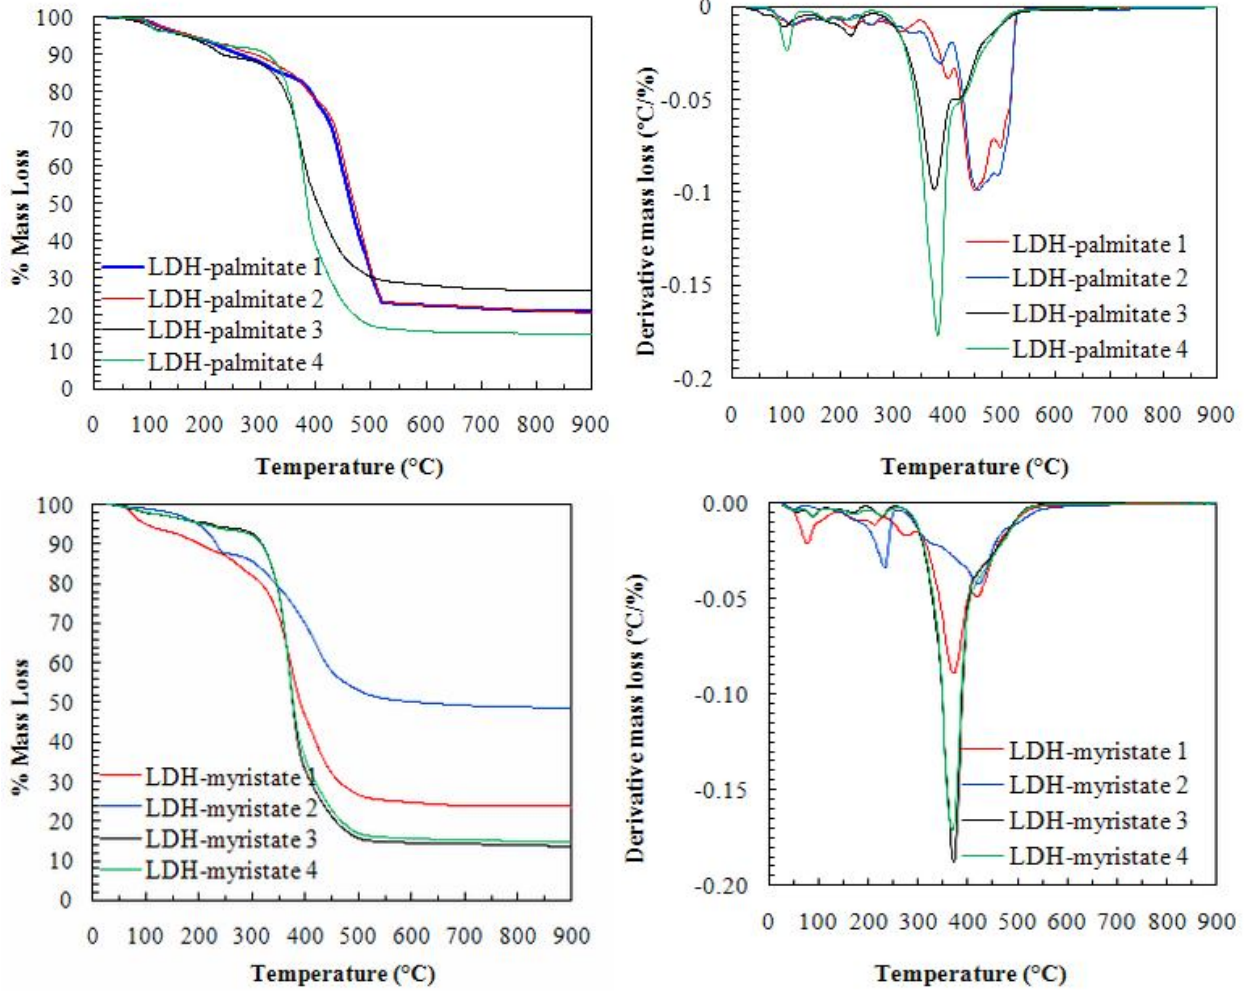 % Mass Loss
100
90
80
70
60
50
40
30
20
10
0
LDH-palmitate 1
LDH-palmitate 2
LDH-palmitate 3
LDH-palmitate 4
0 100 200 300 400 500 600 700 800 900
Temperature (°C)
Derivative mass loss (°C/%)
0
-0.05
-0.1
-0.15
-0.2
LDH-palmitate 1
LDH-palmitate 2
LDH-palmitate 3
LDH-palmitate 4
0 100 200 300 400 500 600 700 800 900
Temperature (°C)
% Mass Loss
100
90
80
70
60
50
40
30
20
10
0
LDH-myristate 1
LDH-myristate 2
LDH-myristate 3
LDH-myristate 4
0 100 200 300 400 500 600 700 800 900
Temperature (°C)
Derivative mass loss (°C/%)
0.00
-0.05
-0.10
-0.15
-0.20
LDH-myristate 1
LDH-myristate 2
LDH-myristate 3
LDH-myristate 4
0 100 200 300 400 500 600 700 800 900
Temperature (°C)